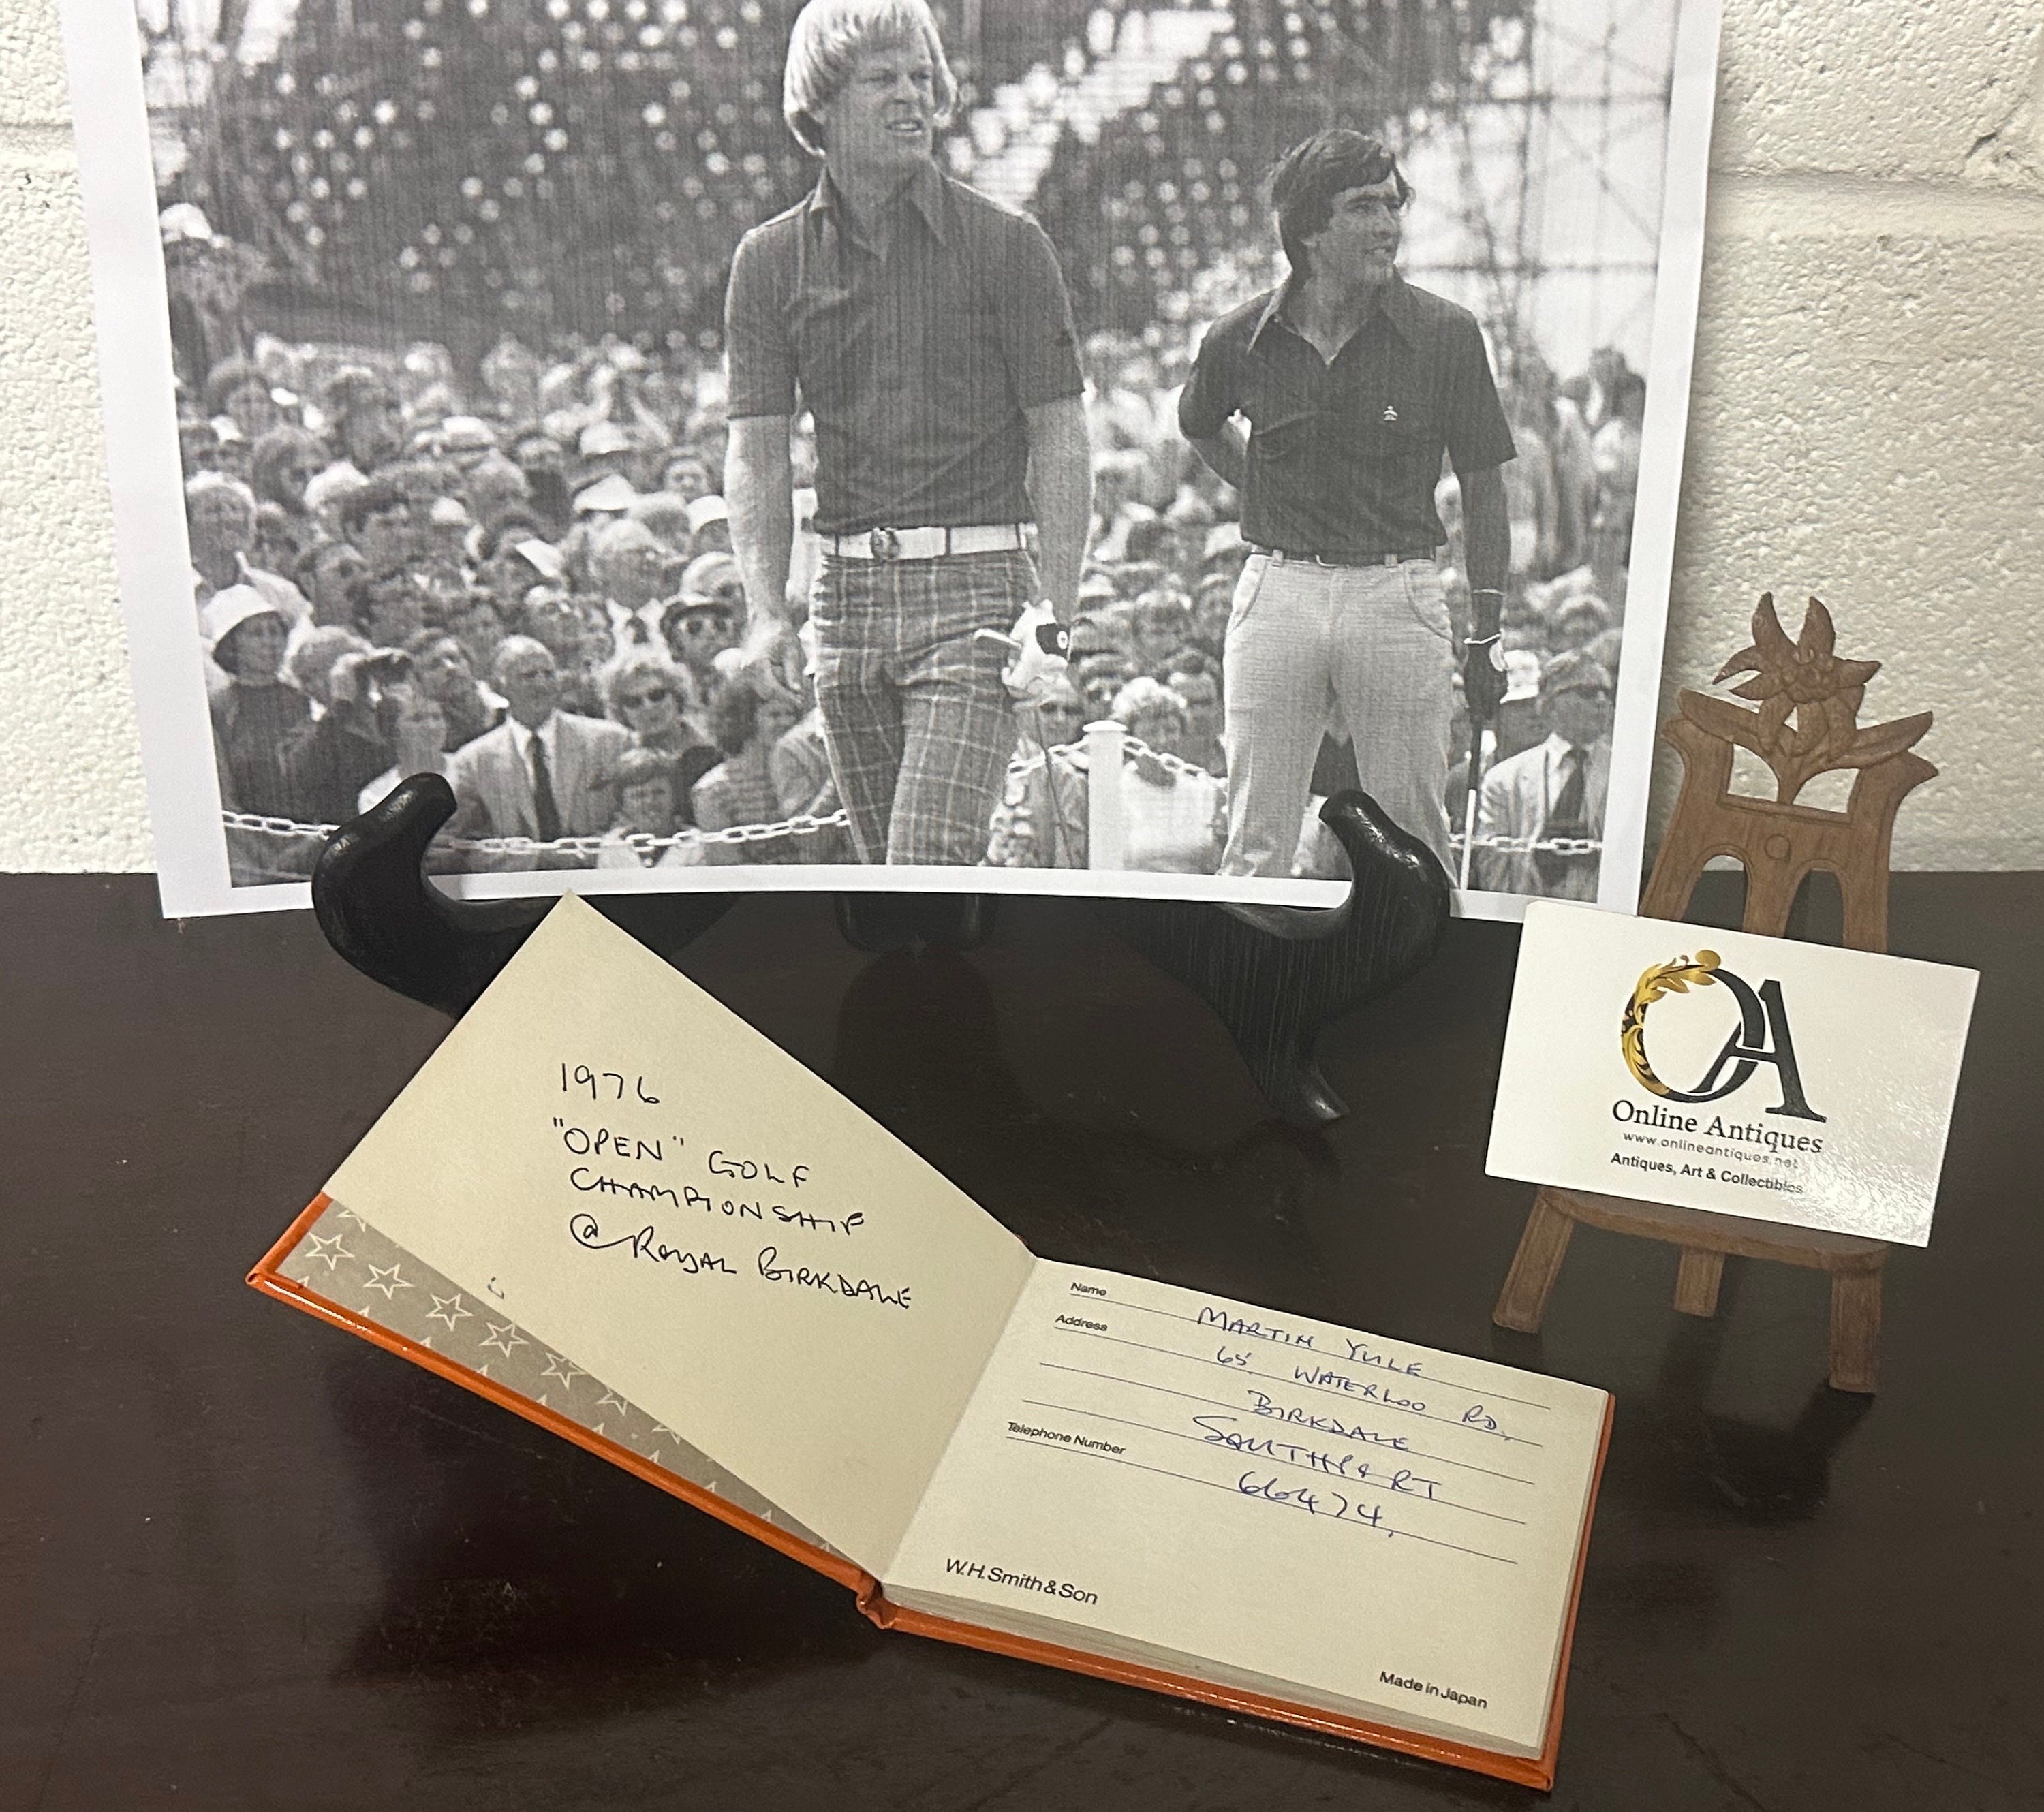 1976
"OPEN" GOLF
CHAMPIONSHIP
@ ROYAL BIRKDALE
Name MARTIN YULE
Address 65 WATERLOO RD.,
BIRKDALE
SOUTHPORT
Telephone Number 66474.
W.H.Smith & Son
Made in Japan
OA
Online Antiques
www.onlineantiques.net
Antiques, Art & Collectibles